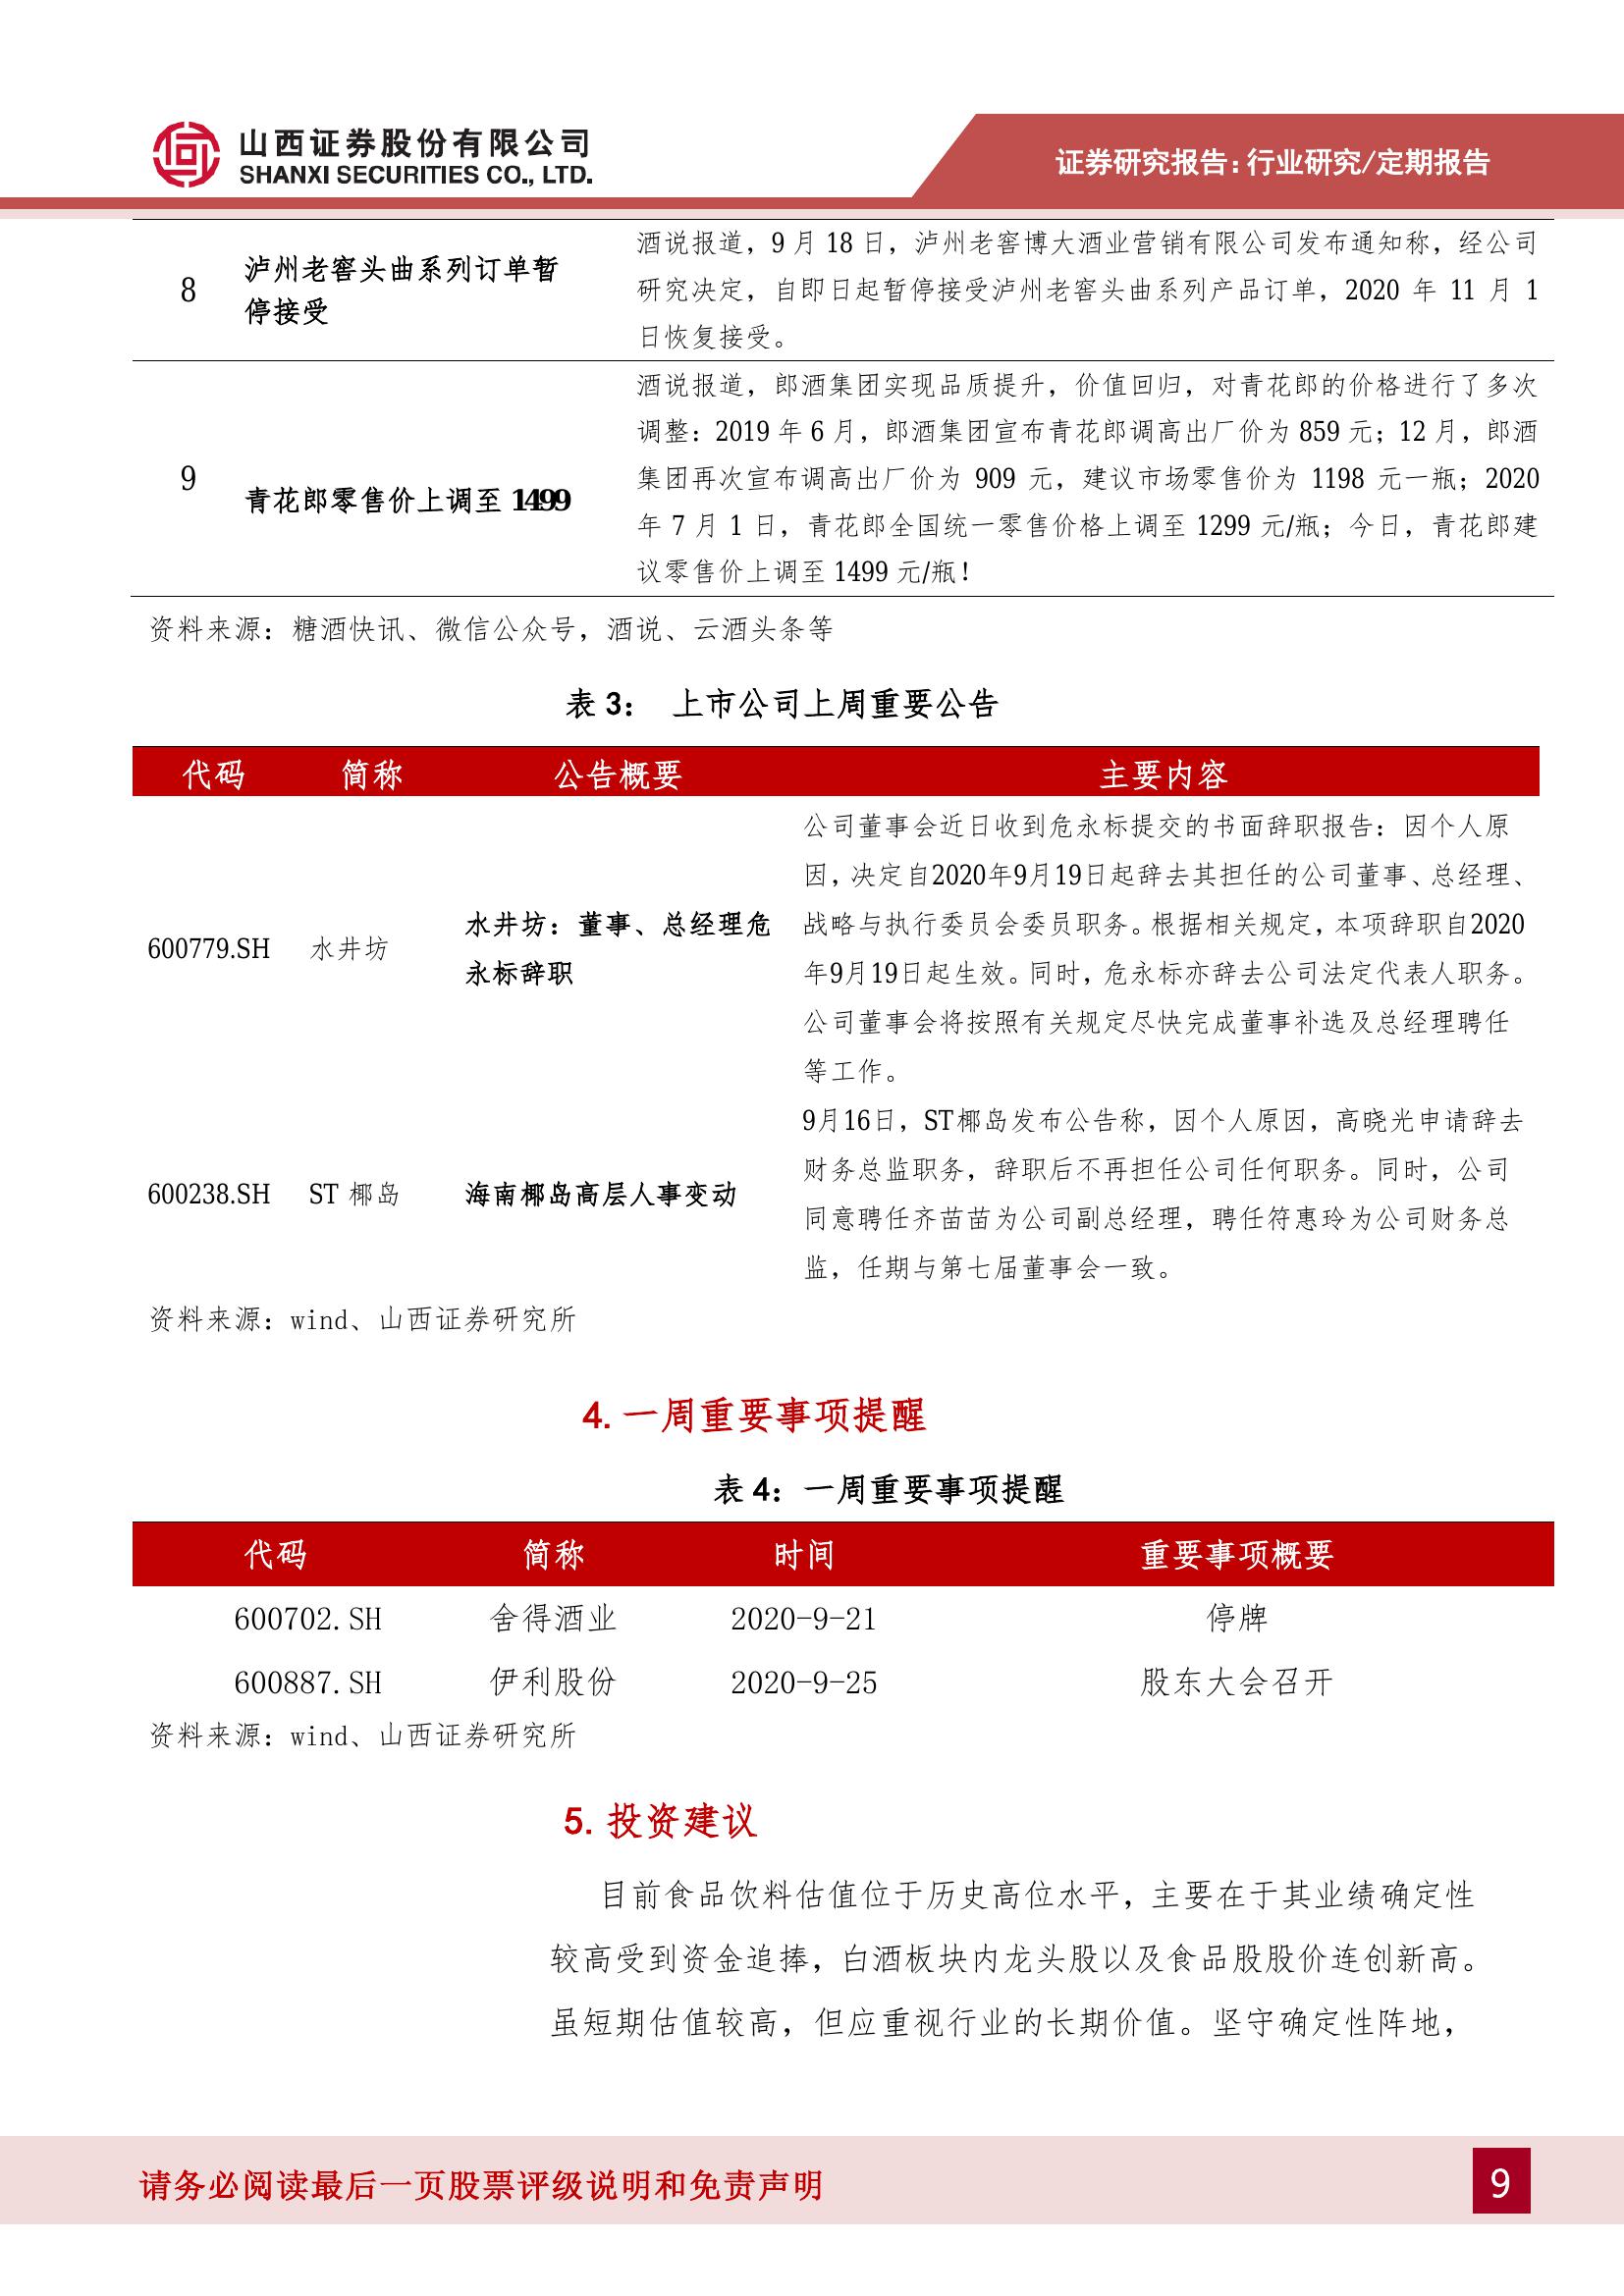 山西证券股份有限公司
SHANXI SECURITIES CO., LTD.
证券研究报告：行业研究/定期报告
8
泸州老窖头曲系列订单暂
停接受
酒说报道，9 月 18 日，泸州老窖博大酒业营销有限公司发布通知称，经公司
研究决定，自即日起暂停接受泸州老窖头曲系列产品订单，2020 年 11 月 1
日恢复接受。
9
青花郎零售价上调至 1499
酒说报道，郎酒集团实现品质提升，价值回归，对青花郎的价格进行了多次
调整：2019 年 6 月，郎酒集团宣布青花郎调高出厂价为 859 元；12 月，郎酒
集团再次宣布调高出厂价为 909 元，建议市场零售价为 1198 元一瓶；2020
年 7 月 1 日，青花郎全国统一零售价格上调至 1299 元/瓶；今日，青花郎建
议零售价上调至 1499 元/瓶！
资料来源：糖酒快讯、微信公众号，酒说、云酒头条等
表 3： 上市公司上周重要公告
代码 简称 公告概要 主要内容
600779.SH 水井坊
水井坊：董事、总经理危
永标辞职
公司董事会近日收到危永标提交的书面辞职报告：因个人原
因，决定自2020年9月19日起辞去其担任的公司董事、总经理、
战略与执行委员会委员职务。根据相关规定，本项辞职自2020
年9月19日起生效。同时，危永标亦辞去公司法定代表人职务。
公司董事会将按照有关规定尽快完成董事补选及总经理聘任
等工作。
600238.SH ST 椰岛 海南椰岛高层人事变动
9月16日，ST椰岛发布公告称，因个人原因，高晓光申请辞去
财务总监职务，辞职后不再担任公司任何职务。同时，公司
同意聘任齐苗苗为公司副总经理，聘任符惠玲为公司财务总
监，任期与第七届董事会一致。
资料来源：wind、山西证券研究所
4. 一周重要事项提醒
表 4：一周重要事项提醒
代码 简称 时间 重要事项概要
600702.SH 舍得酒业 2020-9-21 停牌
600887.SH 伊利股份 2020-9-25 股东大会召开
资料来源：wind、山西证券研究所
5. 投资建议
目前食品饮料估值位于历史高位水平，主要在于其业绩确定性
较高受到资金追捧，白酒板块内龙头股以及食品股股价连创新高。
虽短期估值较高，但应重视行业的长期价值。坚守确定性阵地，
请务必阅读最后一页股票评级说明和免责声明
9